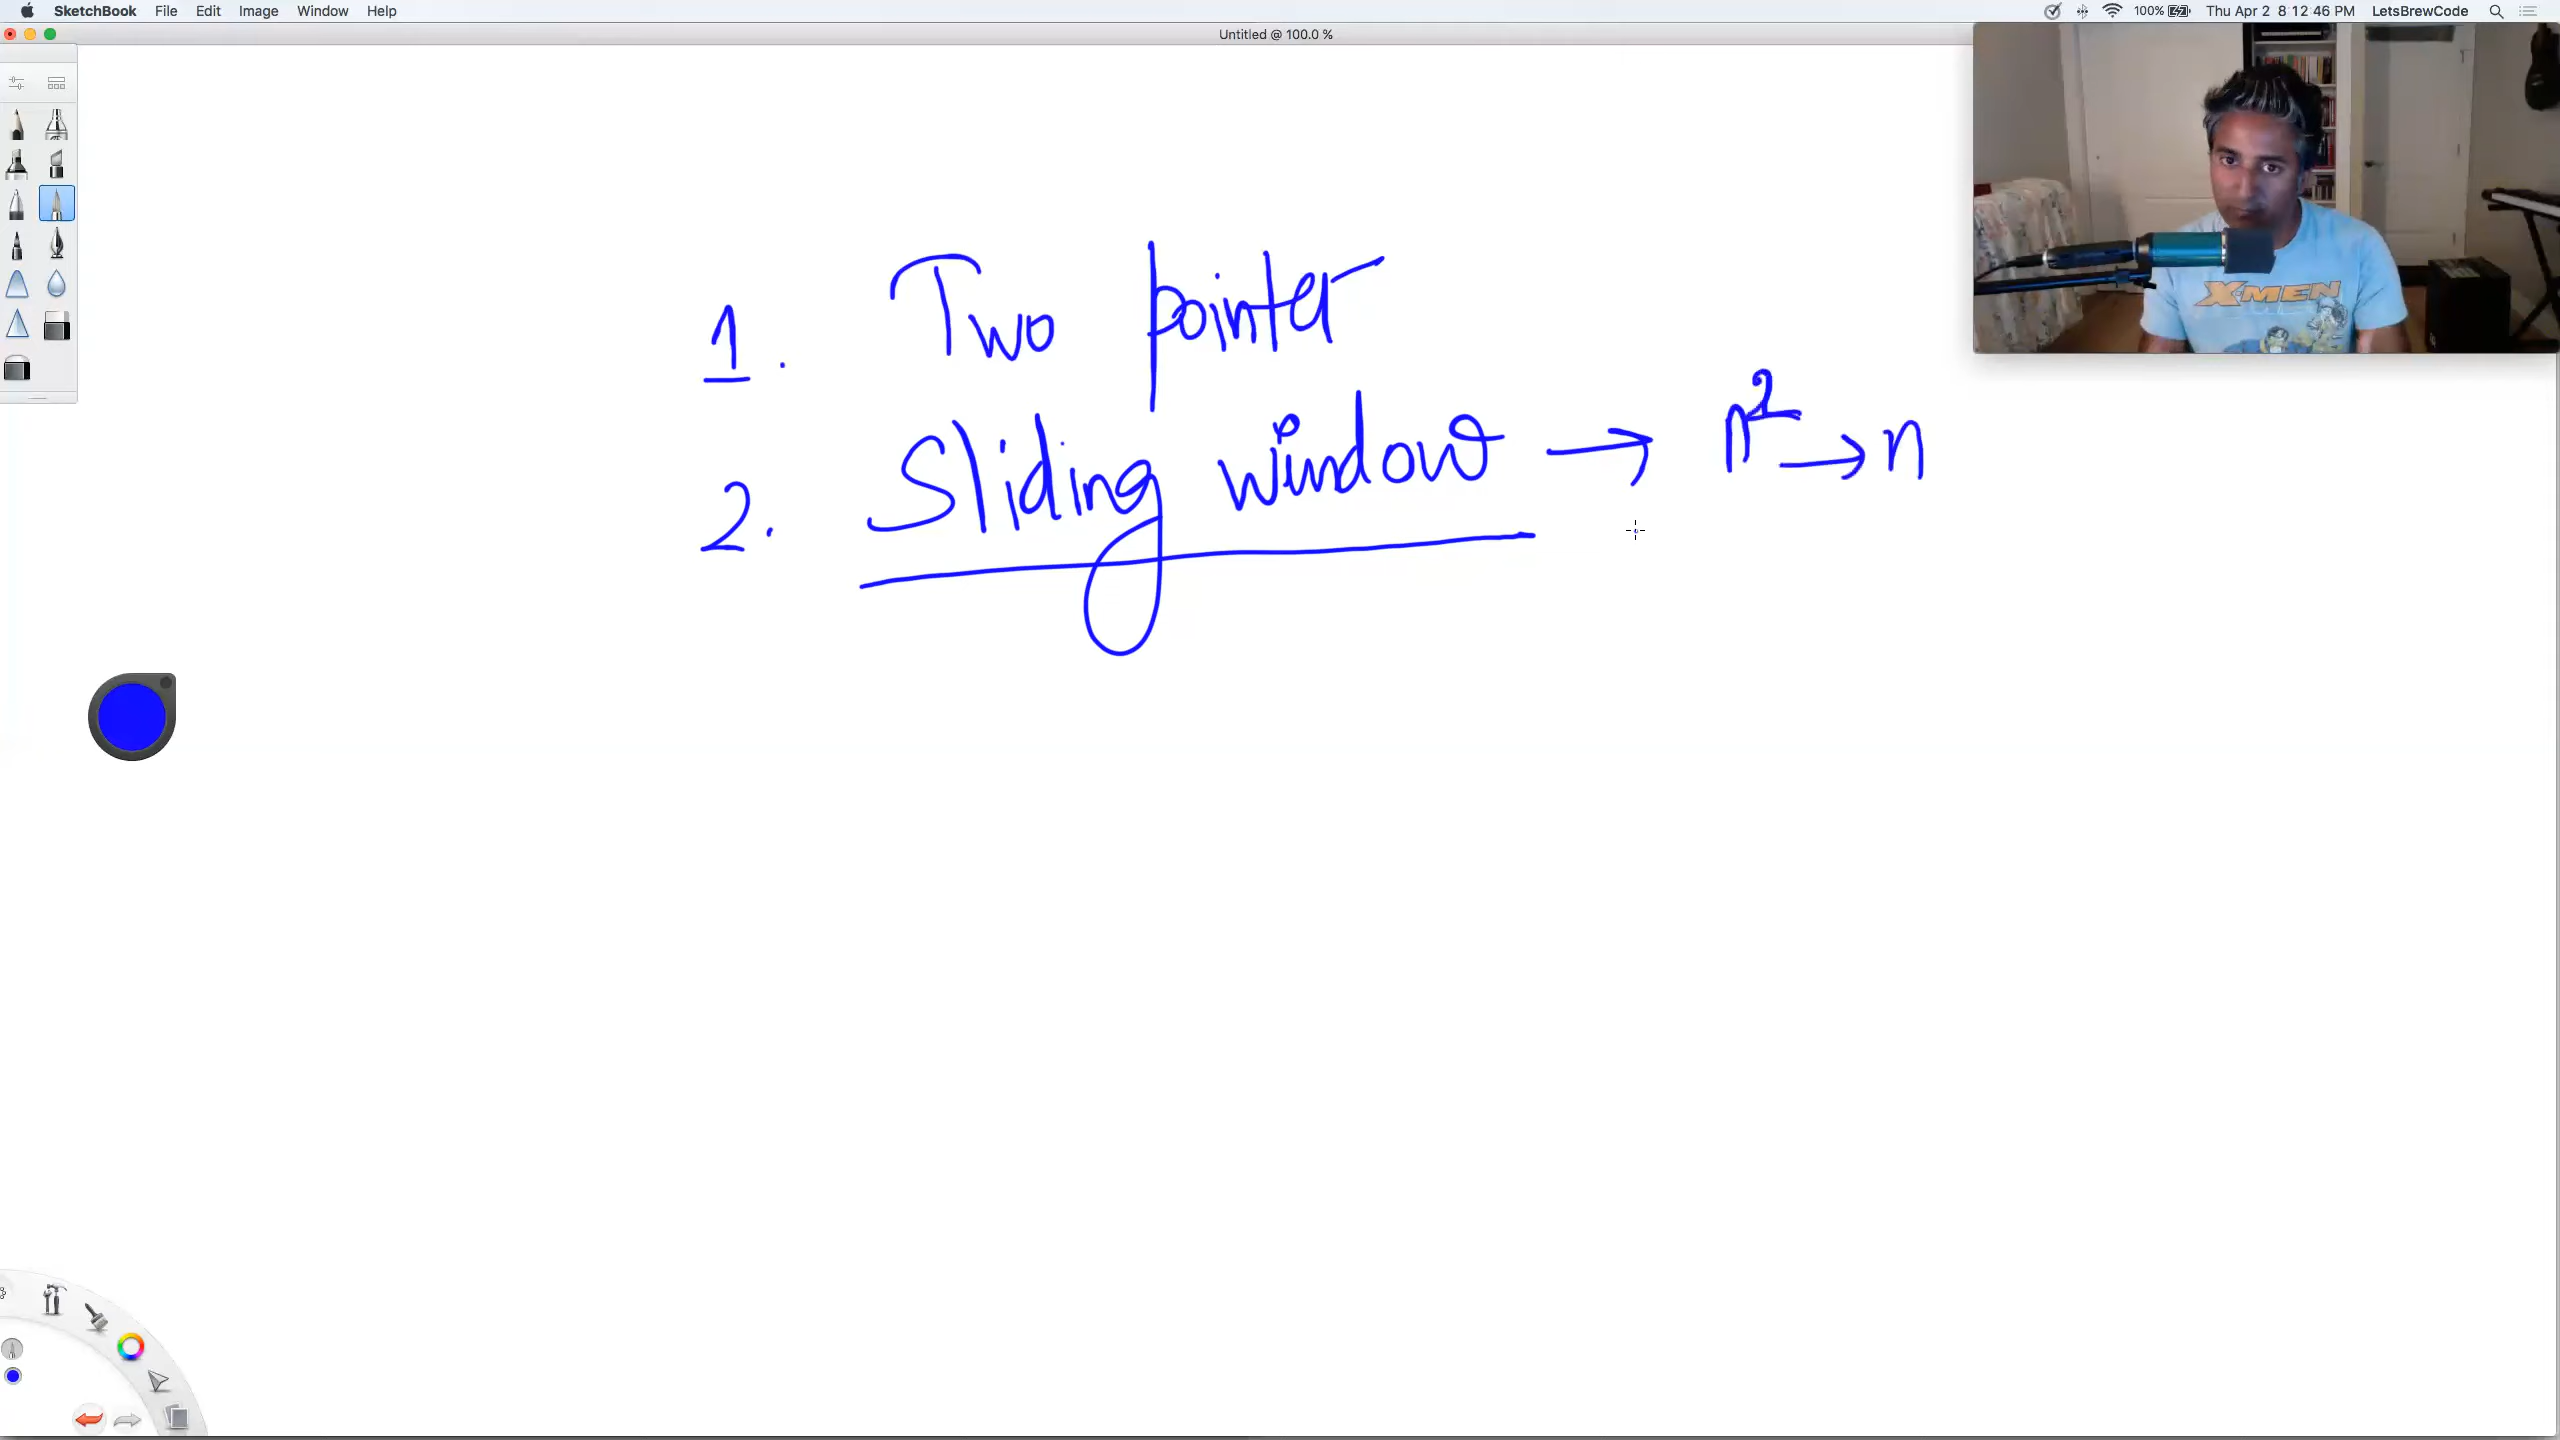 SketchBook File Edit Image Window Help 100% Thu Apr 2 8:12:46 PM LetsBrewCode
Untitled @ 100.0 %
X-MEN
1. Two pointer
2. Sliding window → n² → n